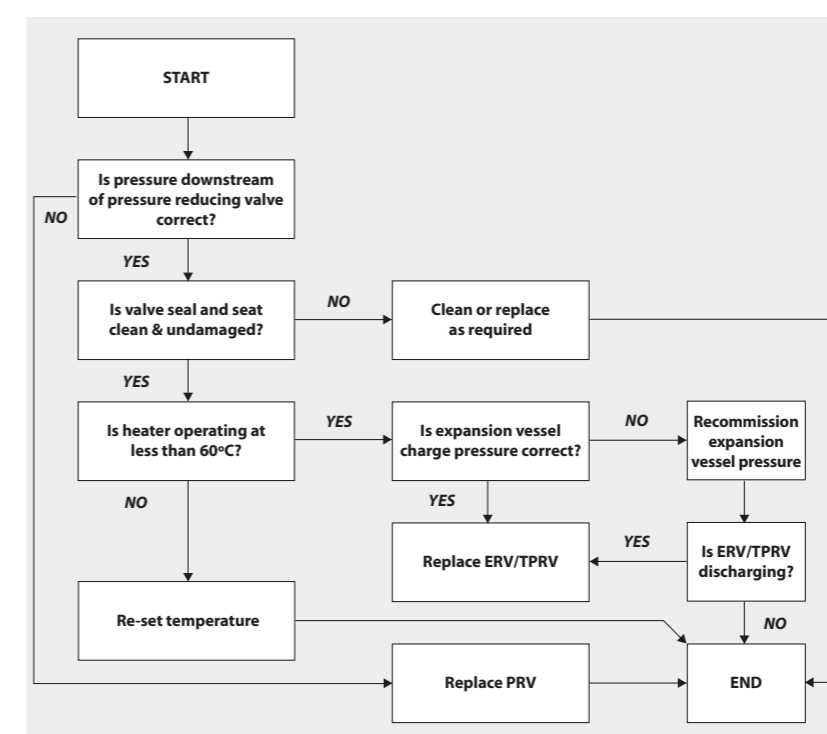 START
Is pressure downstream
of pressure reducing valve
correct?
NO
YES
Is valve seal and seat
clean & undamaged?
NO
Clean or replace
as required
YES
Is heater operating at
less than 60ºC?
YES
Is expansion vessel
charge pressure correct?
NO
Recommission
expansion
vessel pressure
NO
YES
Replace ERV/TPRV
YES
Is ERV/TPRV
discharging?
Re-set temperature
NO
Replace PRV
END